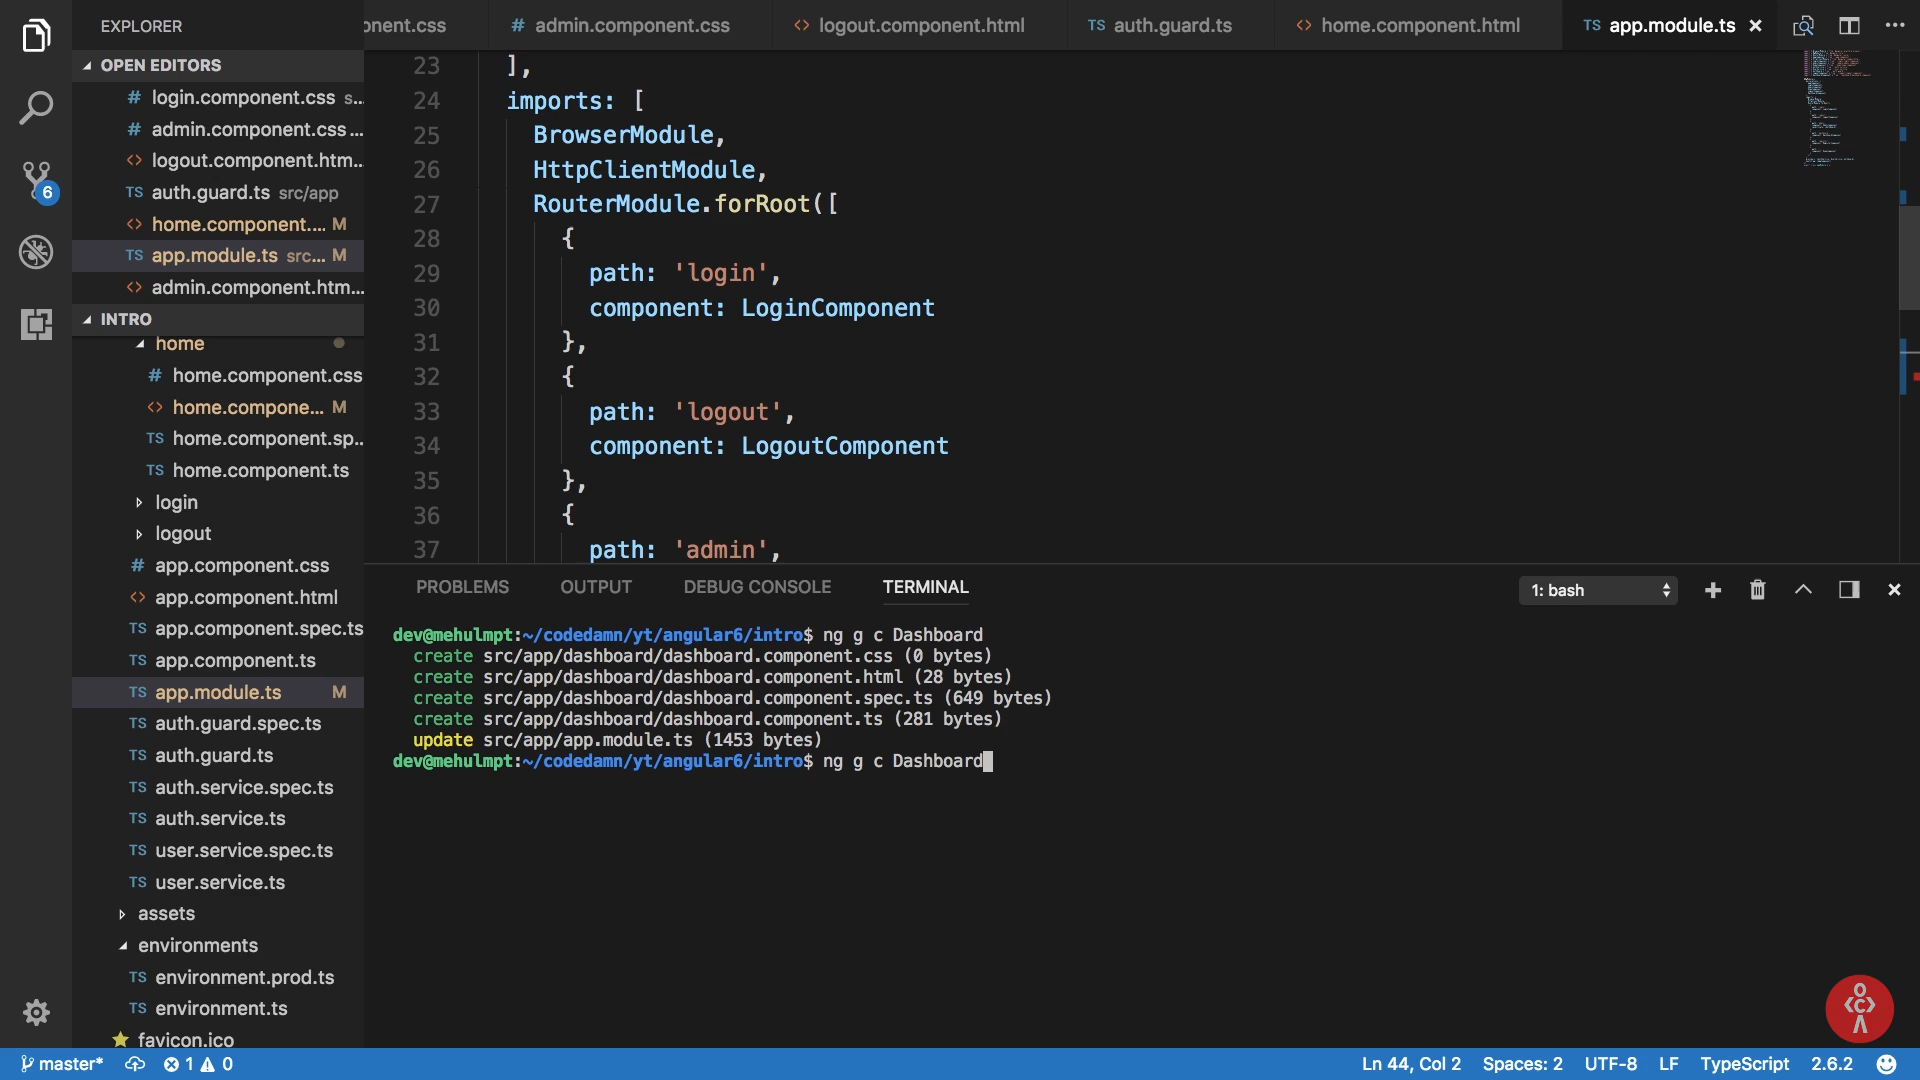 EXPLORER
OPEN EDITORS
# login.component.css s...
# admin.component.css ...
<> logout.component.htm...
TS auth.guard.ts src/app
<> home.component.... M
TS app.module.ts src... M
<> admin.component.htm...
INTRO
home
# home.component.css
<> home.compone... M
TS home.component.sp...
TS home.component.ts
login
logout
# app.component.css
<> app.component.html
TS app.component.spec.ts
TS app.component.ts
TS app.module.ts M
TS auth.guard.spec.ts
TS auth.guard.ts
TS auth.service.spec.ts
TS auth.service.ts
TS user.service.spec.ts
TS user.service.ts
assets
environments
TS environment.prod.ts
TS environment.ts
favicon.ico
6
onent.css # admin.component.css <> logout.component.html TS auth.guard.ts <> home.component.html TS app.module.ts ×
23 ],
24 imports: [
25 BrowserModule,
26 HttpClientModule,
27 RouterModule.forRoot([
28 {
29 path: 'login',
30 component: LoginComponent
31 },
32 {
33 path: 'logout',
34 component: LogoutComponent
35 },
36 {
37 path: 'admin',
PROBLEMS OUTPUT DEBUG CONSOLE TERMINAL 1: bash
dev@mehulmpt:~/codedamn/yt/angular6/intro$ ng g c Dashboard
create src/app/dashboard/dashboard.component.css (0 bytes)
create src/app/dashboard/dashboard.component.html (28 bytes)
create src/app/dashboard/dashboard.component.spec.ts (649 bytes)
create src/app/dashboard/dashboard.component.ts (281 bytes)
update src/app/app.module.ts (1453 bytes)
dev@mehulmpt:~/codedamn/yt/angular6/intro$ ng g c Dashboard
master* 1 0 Ln 44, Col 2 Spaces: 2 UTF-8 LF TypeScript 2.6.2